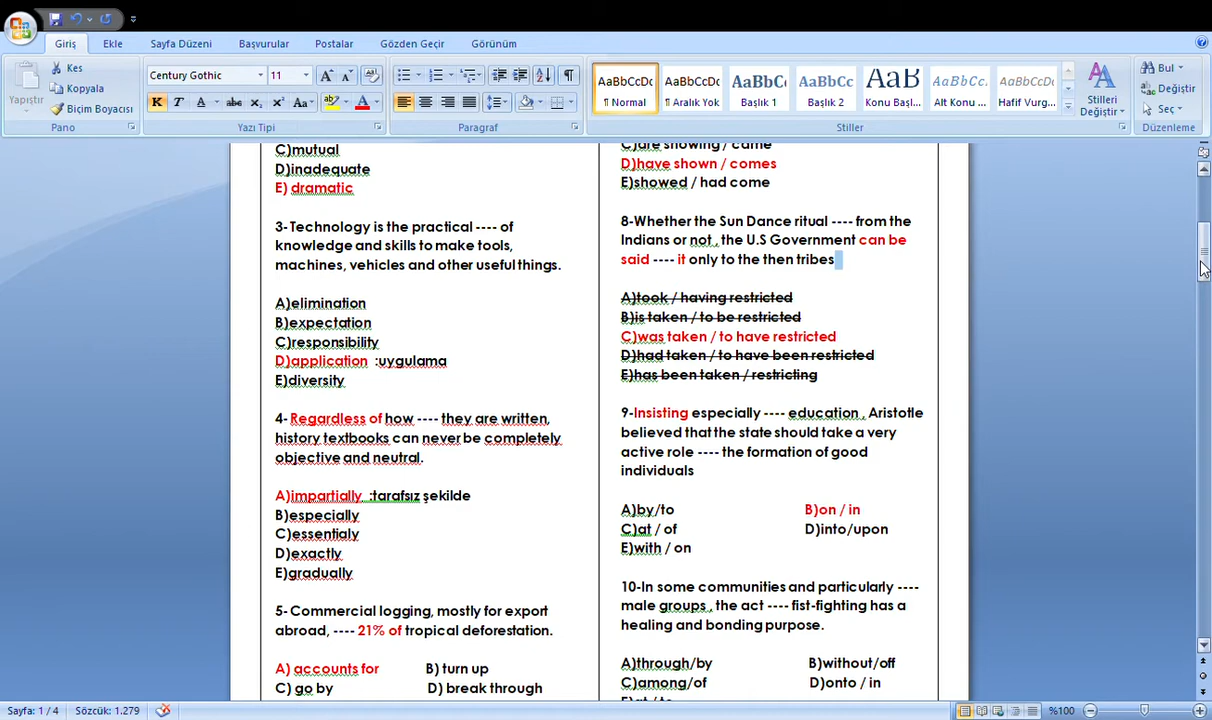 Giriş
Ekle
Sayfa Düzeni
Başvurular
Postalar
Gözden Geçir
Görünüm
Yapıştır
Kes
Kopyala
Biçim Boyacısı
Pano
Century Gothic
11
K T A abc x₂ x² Aa
Yazı Tipi
Paragraf
AaBbCcDc
¶ Normal
AaBbCcDc
¶ Aralık Yok
AaBbCc
Başlık 1
AaBbCc
Başlık 2
AaB
Konu Başl...
AaBbCc.
Alt Konu ...
AaBbCcDc
Hafif Vurg...
Stilleri
Değiştir
Stiller
Bul
Değiştir
Seç
Düzenleme
C)mutual
D)inadequate
E) dramatic
3-Technology is the practical ---- of
knowledge and skills to make tools,
machines, vehicles and other useful things.
A)elimination
B)expectation
C)responsibility
D)application :uygulama
E)diversity
4- Regardless of how ---- they are written,
history textbooks can never be completely
objective and neutral.
A)impartially :tarafsız şekilde
B)especially
C)essentialy
D)exactly
E)gradually
5- Commercial logging, mostly for export
abroad, ---- 21% of tropical deforestation.
A) accounts for B) turn up
C) go by D) break through
C)are showing / came
D)have shown / comes
E)showed / had come
8-Whether the Sun Dance ritual ---- from the
Indians or not , the U.S Government can be
said ---- it only to the then tribes
A)took / having restricted
B)is taken / to be restricted
C)was taken / to have restricted
D)had taken / to have been restricted
E)has been taken / restricting
9-Insisting especially ---- education , Aristotle
believed that the state should take a very
active role ---- the formation of good
individuals
A)by/to B)on / in
C)at / of D)into/upon
E)with / on
10-In some communities and particularly ----
male groups , the act ---- fist-fighting has a
healing and bonding purpose.
A)through/by B)without/off
C)among/of D)onto / in
E)at / to
Sayfa: 1 / 4
Sözcük: 1.279
%100